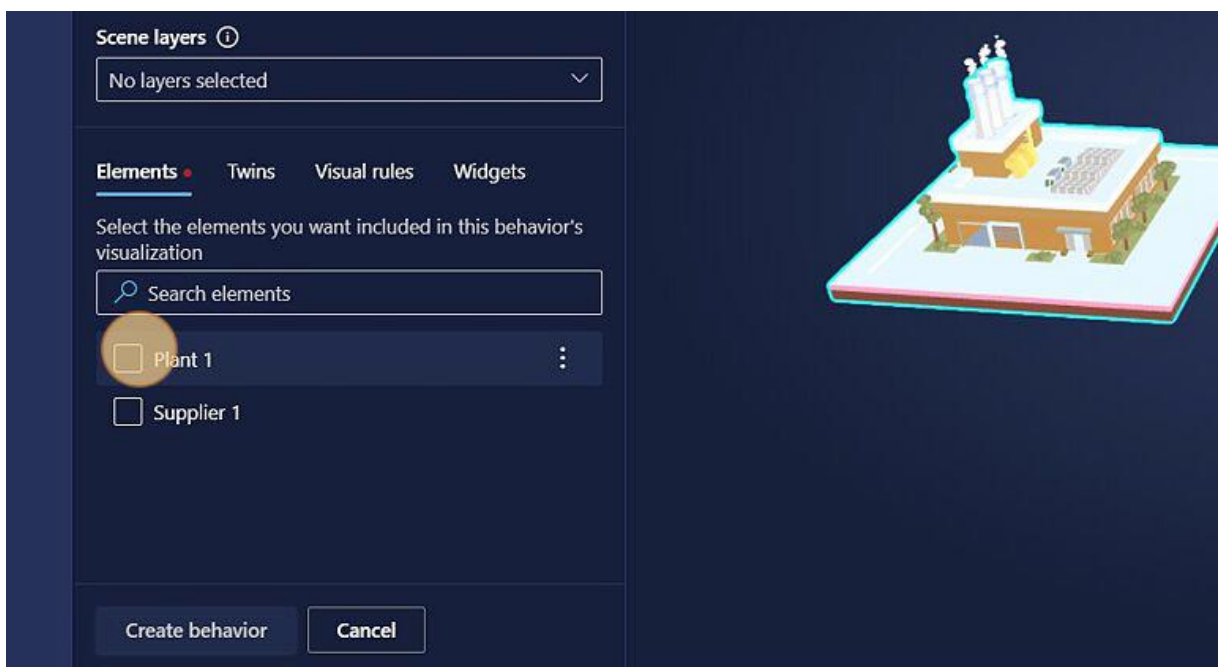 Scene layers
No layers selected
Elements Twins Visual rules Widgets
Select the elements you want included in this behavior's
visualization
Search elements
Plant 1
Supplier 1
Create behavior Cancel